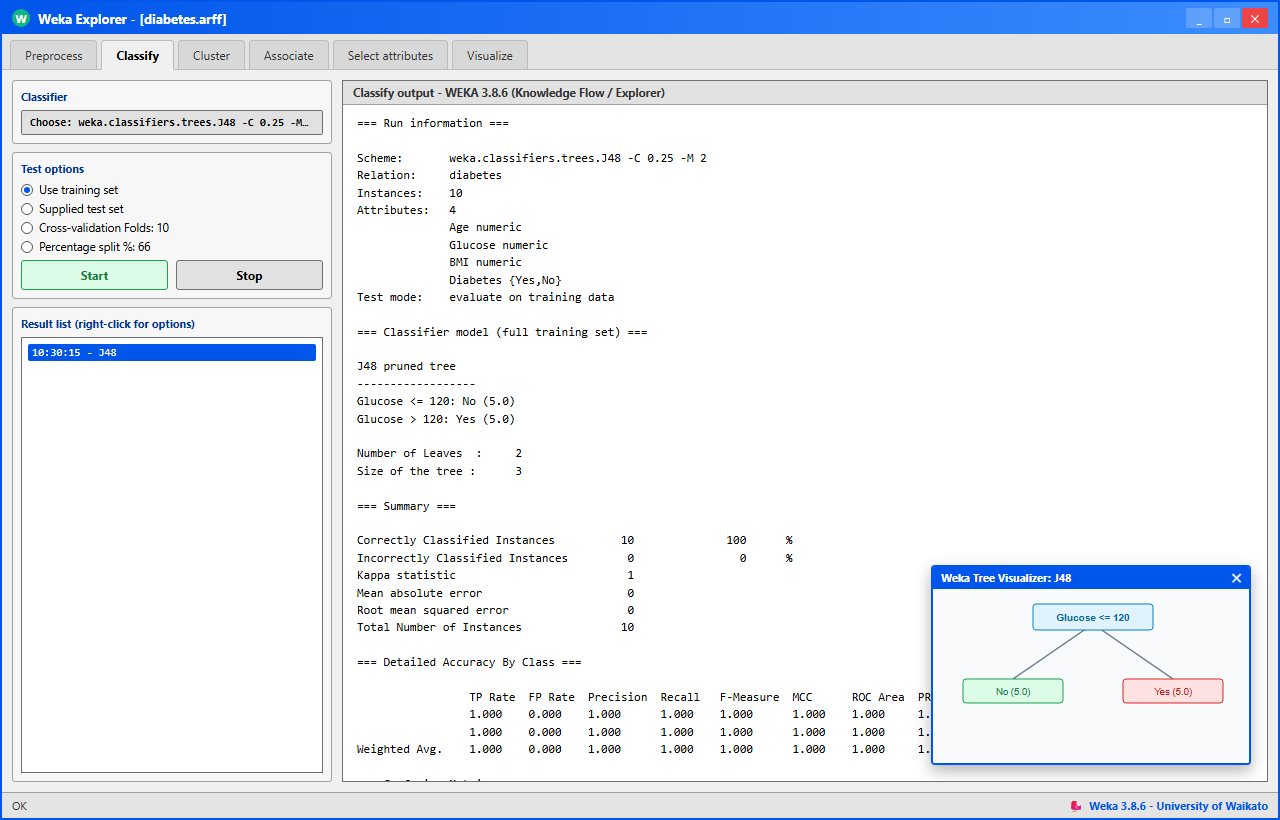 W Weka Explorer - [diabetes.arff]
Preprocess Classify Cluster Associate Select attributes Visualize
Classifier
Choose: weka.classifiers.trees.J48 -C 0.25 -M…
Test options
Use training set
Supplied test set
Cross-validation Folds: 10
Percentage split %: 66
Start Stop
Result list (right-click for options)
10:30:15 - J48
Classify output - WEKA 3.8.6 (Knowledge Flow / Explorer)
=== Run information ===
Scheme: weka.classifiers.trees.J48 -C 0.25 -M 2
Relation: diabetes
Instances: 10
Attributes: 4
Age numeric
Glucose numeric
BMI numeric
Diabetes {Yes,No}
Test mode: evaluate on training data
=== Classifier model (full training set) ===
J48 pruned tree
------------------
Glucose <= 120: No (5.0)
Glucose > 120: Yes (5.0)
Number of Leaves : 2
Size of the tree : 3
=== Summary ===
Correctly Classified Instances 10 100 %
Incorrectly Classified Instances 0 0 %
Kappa statistic 1
Mean absolute error 0
Root mean squared error 0
Total Number of Instances 10
=== Detailed Accuracy By Class ===
TP Rate FP Rate Precision Recall F-Measure MCC ROC Area PR
1.000 0.000 1.000 1.000 1.000 1.000 1.000 1.
1.000 0.000 1.000 1.000 1.000 1.000 1.000 1.
Weighted Avg. 1.000 0.000 1.000 1.000 1.000 1.000 1.000 1.
Weka Tree Visualizer: J48
Glucose <= 120
No (5.0)
Yes (5.0)
OK
Weka 3.8.6 - University of Waikato